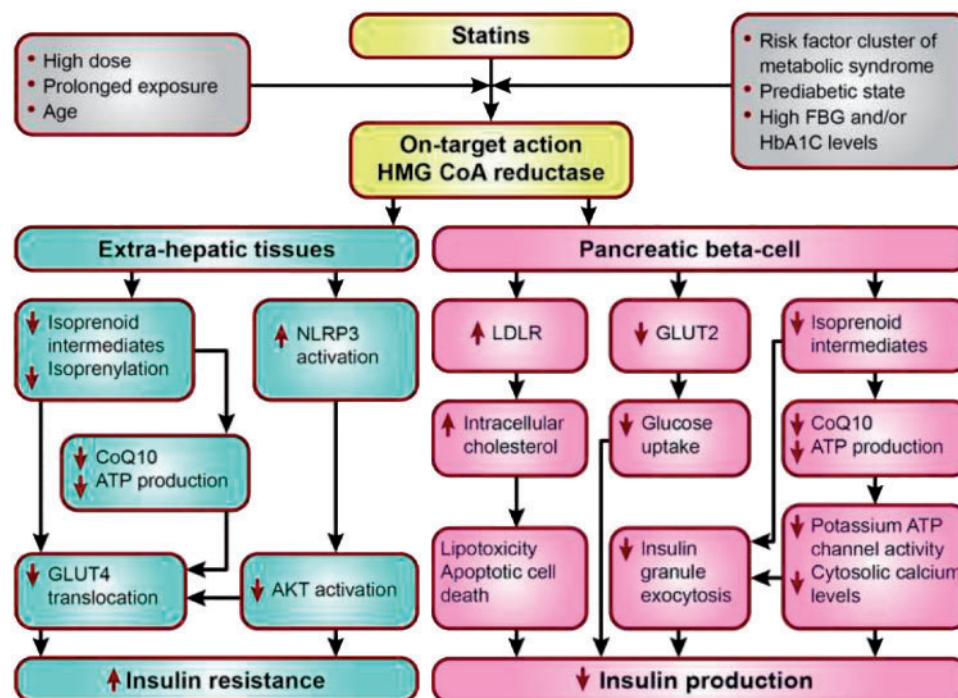 Statins
• High dose
• Prolonged exposure
• Age
• Risk factor cluster of
metabolic syndrome
• Prediabetic state
• High FBG and/or
HbA1C levels
On-target action
HMG CoA reductase
Extra-hepatic tissues
Pancreatic beta-cell
Isoprenoid
intermediates
Isoprenylation
NLRP3
activation
LDLR
GLUT2
Isoprenoid
intermediates
CoQ10
ATP production
Intracellular
cholesterol
Glucose
uptake
CoQ10
ATP production
GLUT4
translocation
AKT activation
Lipotoxicity
Apoptotic cell
death
Insulin
granule
exocytosis
Potassium ATP
channel activity
Cytosolic calcium
levels
Insulin resistance
Insulin production